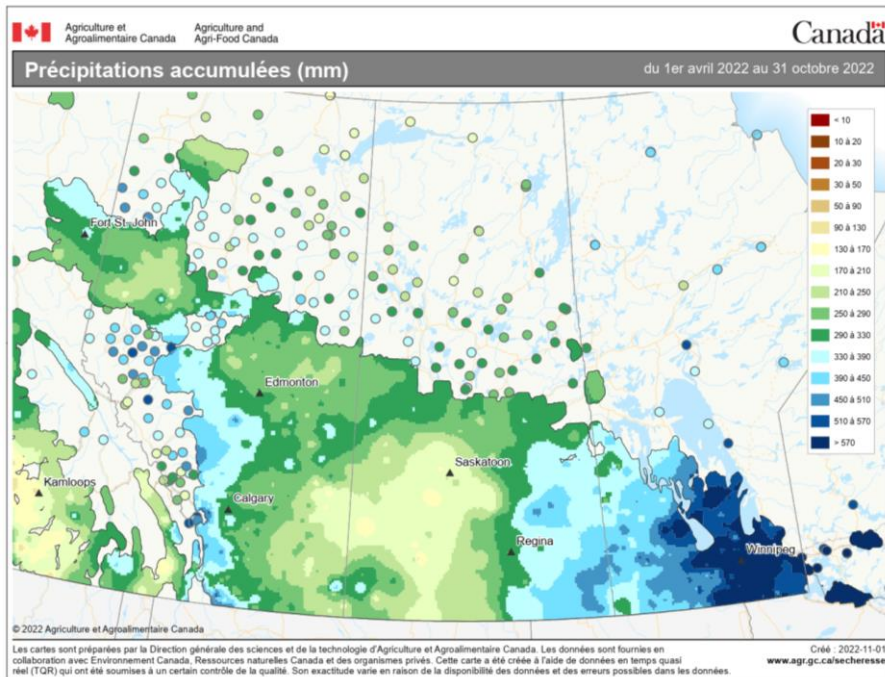 Agriculture et
Agroalimentaire Canada
Agriculture and
Agri-Food Canada
Canada
Précipitations accumulées (mm)
du 1er avril 2022 au 31 octobre 2022
< 10
10 à 20
20 à 30
30 à 50
50 à 90
90 à 130
130 à 170
170 à 210
210 à 250
250 à 290
290 à 330
330 à 390
390 à 450
450 à 510
510 à 570
> 570
Fort St. John
Edmonton
Saskatoon
Kamloops
Calgary
Regina
Winnipeg
© 2022 Agriculture et Agroalimentaire Canada
Les cartes sont préparées par la Direction générale des sciences et de la technologie d'Agriculture et Agroalimentaire Canada. Les données sont fournies en
collaboration avec Environnement Canada, Ressources naturelles Canada et des organismes privés. Cette carte a été créée à l'aide de données en temps quasi
réel (TQR) qui ont été soumises à un certain contrôle de la qualité. Son exactitude varie en raison de la disponibilité des données et des erreurs possibles dans les données.
Créé : 2022-11-01
www.agr.gc.ca/secheresse